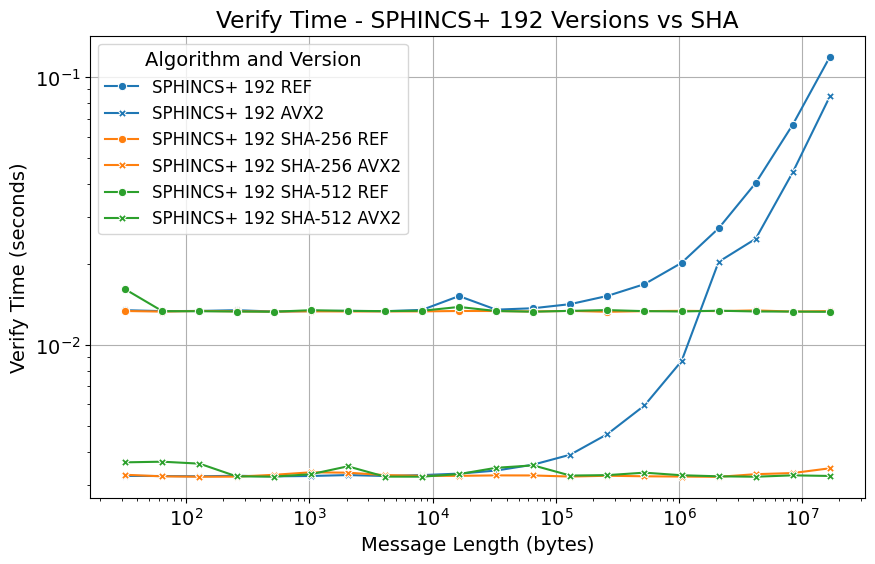 Verify Time - SPHINCS+ 192 Versions vs SHA
Algorithm and Version
SPHINCS+ 192 REF
SPHINCS+ 192 AVX2
SPHINCS+ 192 SHA-256 REF
SPHINCS+ 192 SHA-256 AVX2
SPHINCS+ 192 SHA-512 REF
SPHINCS+ 192 SHA-512 AVX2
Verify Time (seconds)
10⁻¹
10⁻²
10² 10³ 10⁴ 10⁵ 10⁶ 10⁷
Message Length (bytes)